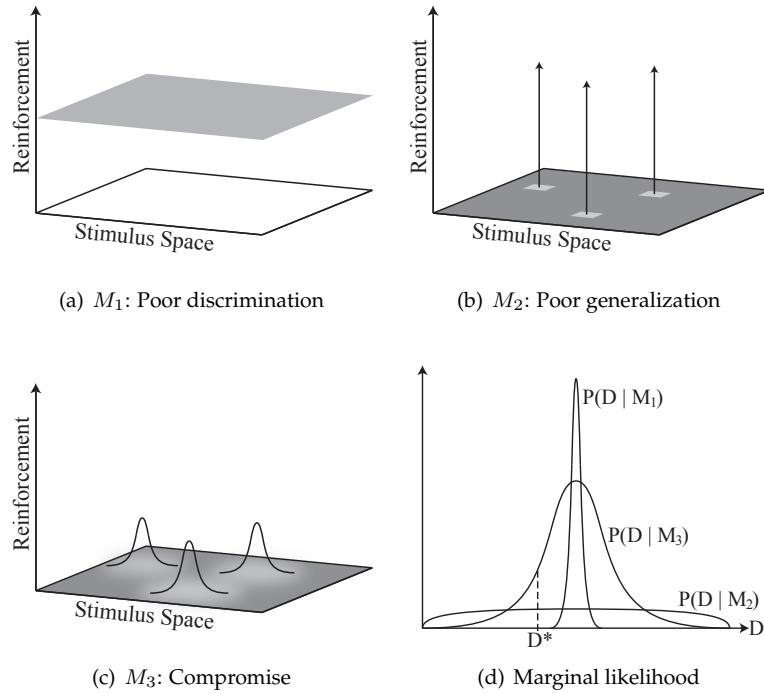 Reinforcement
Stimulus Space
(a) M1: Poor discrimination
Reinforcement
Stimulus Space
(b) M2: Poor generalization
Reinforcement
Stimulus Space
(c) M3: Compromise
P(D | M1)
P(D | M3)
P(D | M2)
D
D*
(d) Marginal likelihood